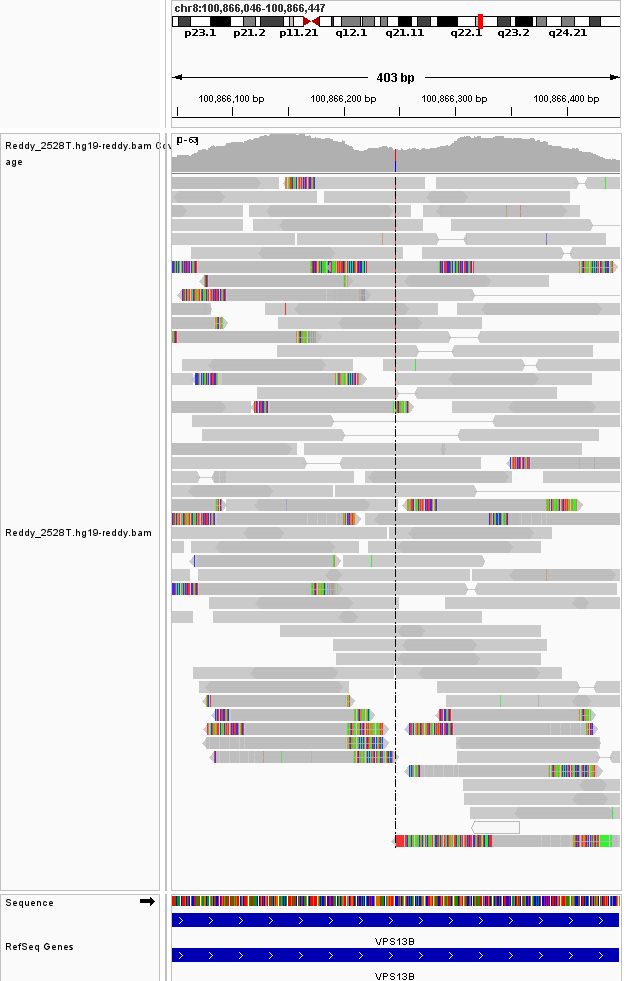 chr8:100,866,046-100,866,447
p23.1 p21.2 p11.21 q12.1 q21.11 q22.1 q23.2 q24.21
403 bp
100,866,100 bp 100,866,200 bp 100,866,300 bp 100,866,400 bp
[0-63]
Reddy_2528T.hg19-reddy.bam Cov
age
Reddy_2528T.hg19-reddy.bam
Sequence
VPS13B
RefSeq Genes
VPS13B